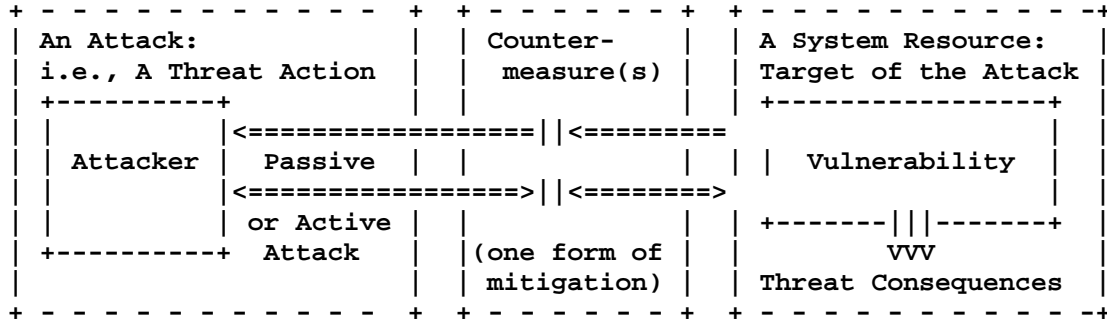 + - - - - - - - - - - - - +  + - - - - - - - +  + - - - - - - - - - - - -+
| An Attack:              |  | Counter-      |  | A System Resource:     |
| i.e., A Threat Action   |  |  measure(s)   |  | Target of the Attack   |
| +----------+            |  |               |  | +-----------------+    |
| |          |<==================||<=========                       |    |
| | Attacker |  Passive   |  |               |  | |  Vulnerability  |    |
| |          |<=================>||<========>                       |    |
| |          | or Active  |  |               |  | +-------|||-------+    |
| +----------+  Attack    |  |(one form of   |  |         VVV            |
|                         |  | mitigation)   |  | Threat Consequences    |
+ - - - - - - - - - - - - +  + - - - - - - - +  + - - - - - - - - - - - -+